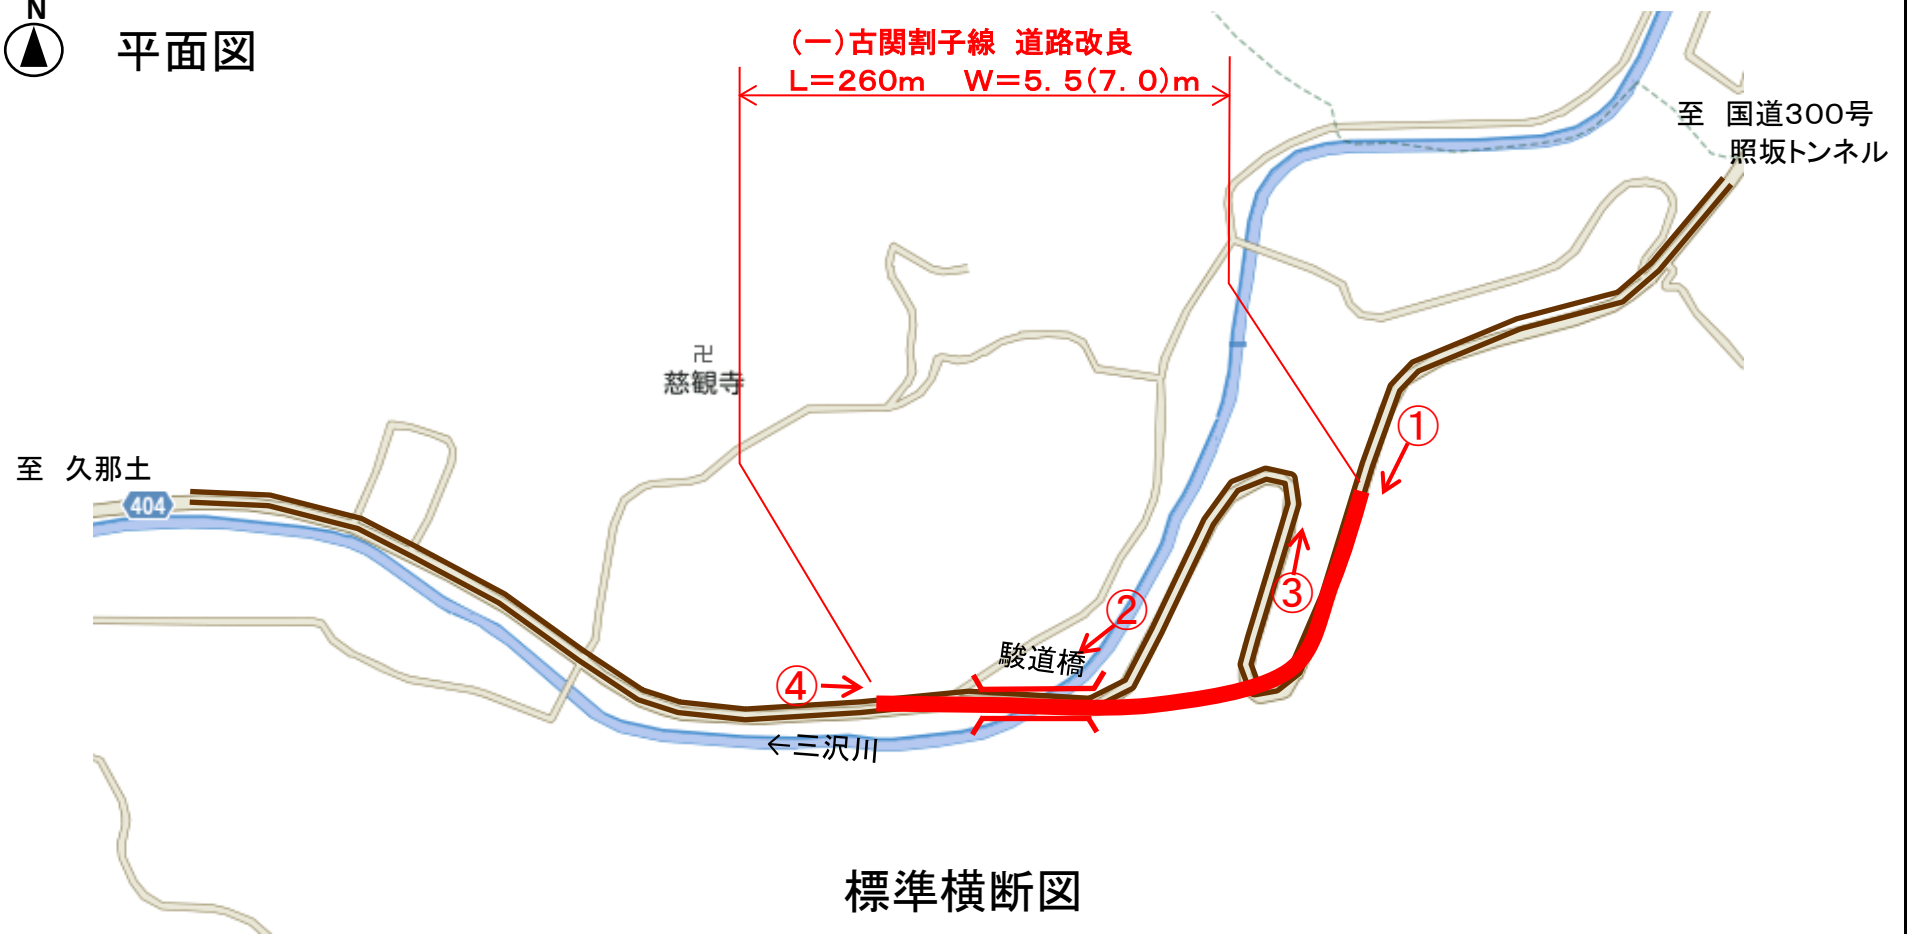 N
平面図
(一)古関割子線 道路改良
L=260m W=5.5(7.0)m
至 国道300号
照坂トンネル
卍
慈観寺
①
至 久那土
404
③
②
駿道橋
④
←三沢川
標準横断図